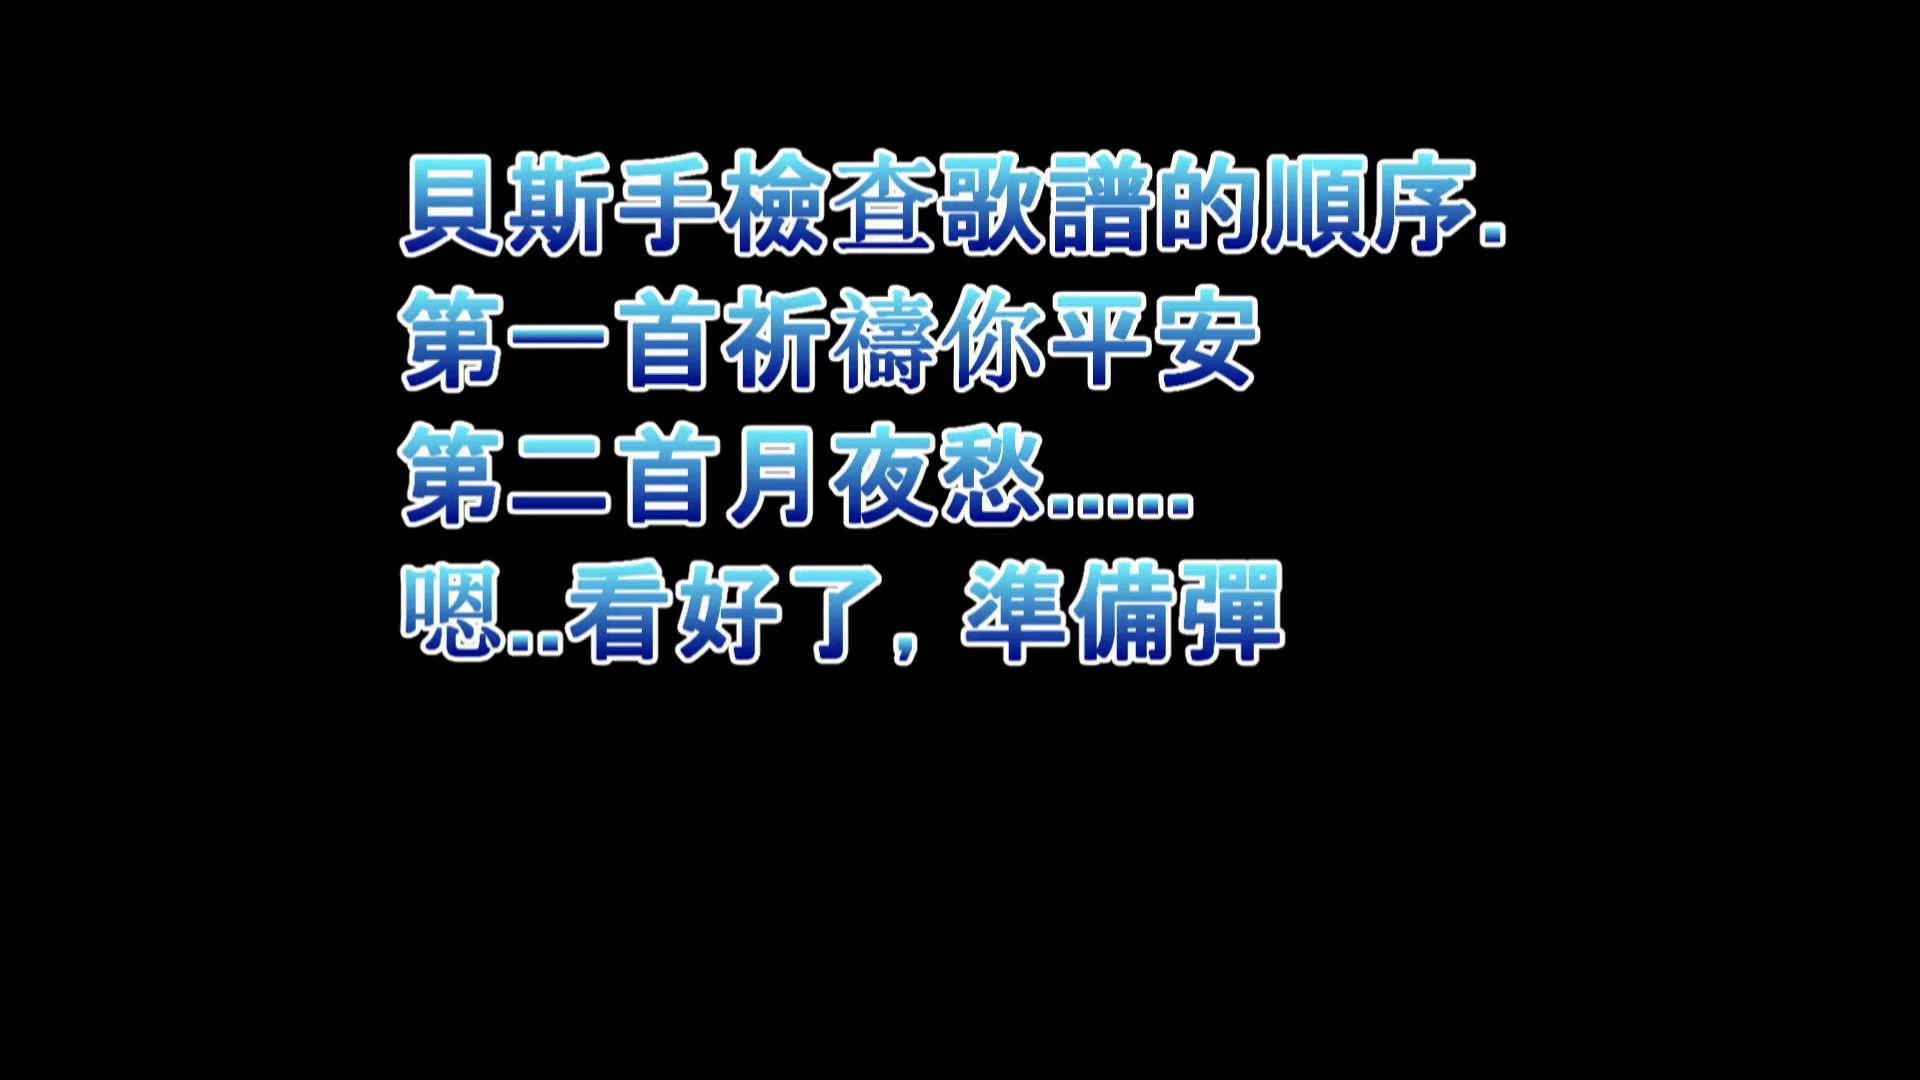 貝斯手檢查歌譜的順序.
第一首祈禱你平安
第二首月夜愁.....
嗯..看好了, 準備彈